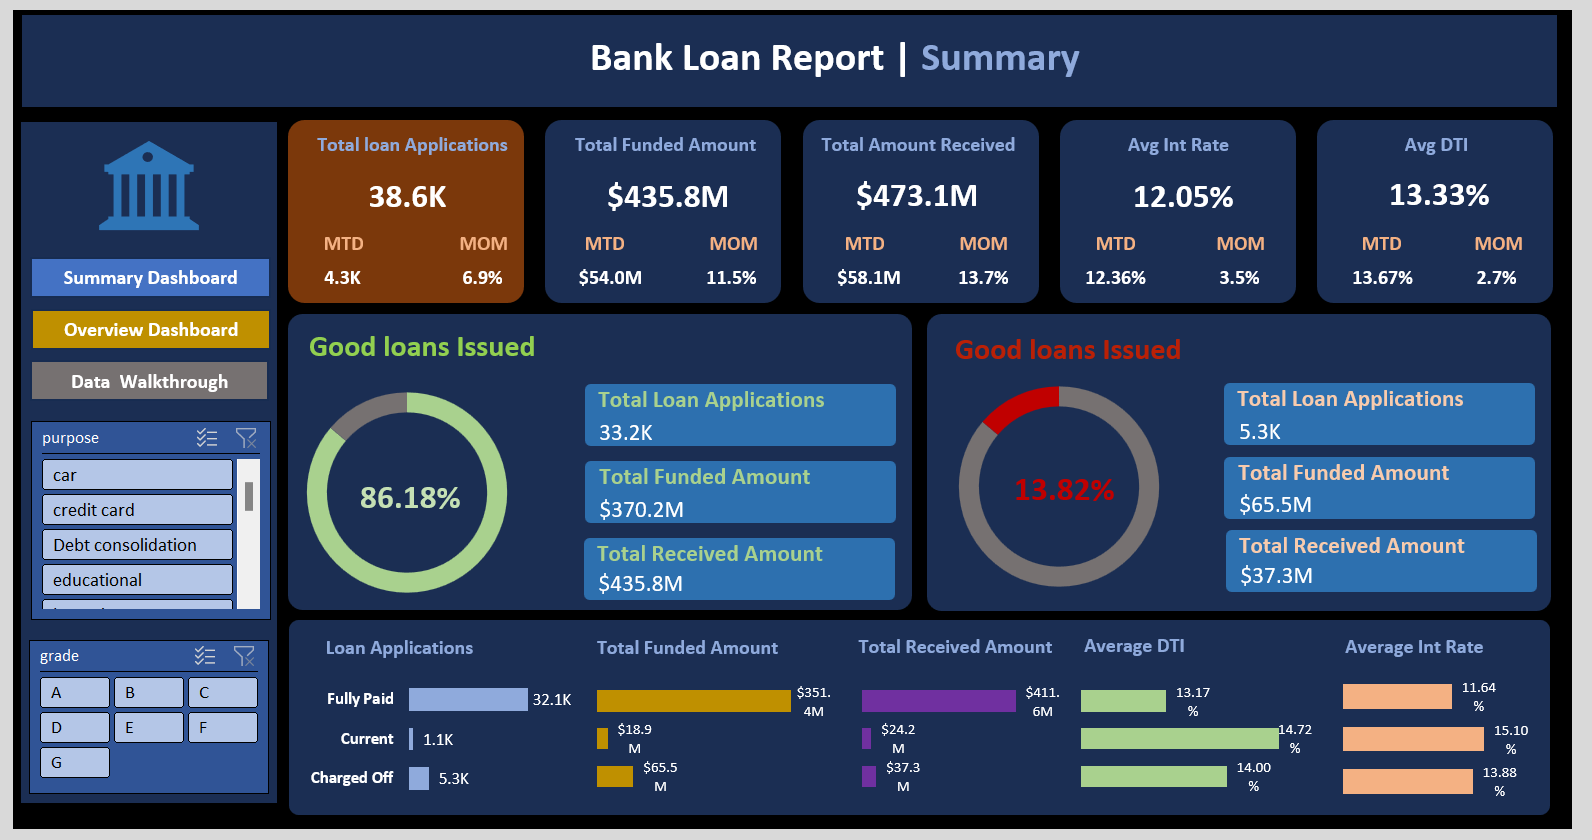 Bank Loan Report | Summary
Summary Dashboard
Overview Dashboard
Data Walkthrough
purpose
car
credit card
Debt consolidation
educational
grade
A B C
D E F
G
Total loan Applications
38.6K
MTD MOM
4.3K 6.9%
Total Funded Amount
$435.8M
MTD MOM
$54.0M 11.5%
Total Amount Received
$473.1M
MTD MOM
$58.1M 13.7%
Avg Int Rate
12.05%
MTD MOM
12.36% 3.5%
Avg DTI
13.33%
MTD MOM
13.67% 2.7%
Good loans Issued
86.18%
Total Loan Applications
33.2K
Total Funded Amount
$370.2M
Total Received Amount
$435.8M
Good loans Issued
13.82%
Total Loan Applications
5.3K
Total Funded Amount
$65.5M
Total Received Amount
$37.3M
Loan Applications
Fully Paid 32.1K
Current 1.1K
Charged Off 5.3K
Total Funded Amount
$351.
4M
$18.9
M
$65.5
M
Total Received Amount
$411.
6M
$24.2
M
$37.3
M
Average DTI
13.17
%
14.72
%
14.00
%
Average Int Rate
11.64
%
15.10
%
13.88
%